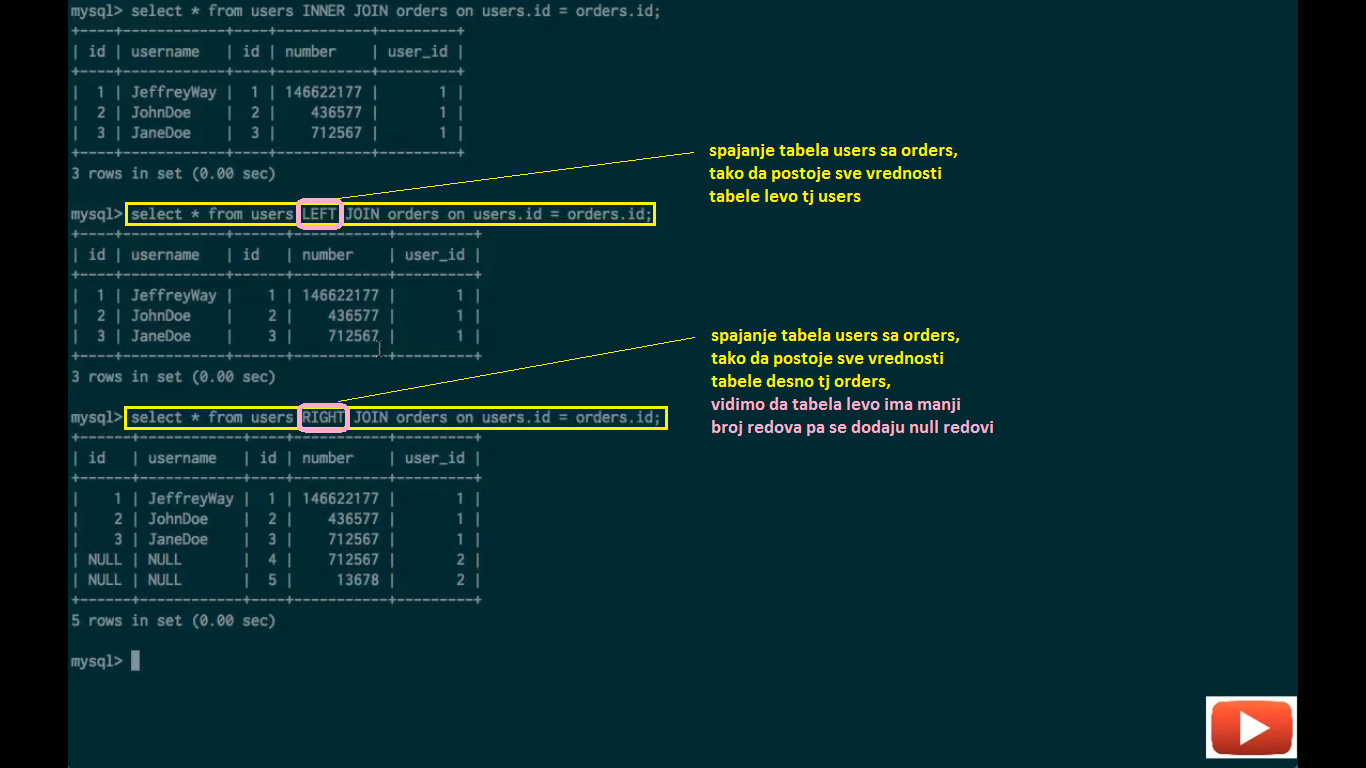 mysql> select * from users INNER JOIN orders on users.id = orders.id;
+----+------------+----+-----------+---------+
| id | username   | id | number    | user_id |
+----+------------+----+-----------+---------+
|  1 | JeffreyWay |  1 | 146622177 |       1 |
|  2 | JohnDoe    |  2 |    436577 |       1 |
|  3 | JaneDoe    |  3 |    712567 |       1 |
+----+------------+----+-----------+---------+
3 rows in set (0.00 sec)
spajanje tabela users sa orders,
tako da postoje sve vrednosti
tabele levo tj users
mysql> select * from users LEFT JOIN orders on users.id = orders.id;
+----+------------+------+-----------+---------+
| id | username   | id   | number    | user_id |
+----+------------+------+-----------+---------+
|  1 | JeffreyWay |    1 | 146622177 |       1 |
|  2 | JohnDoe    |    2 |    436577 |       1 |
|  3 | JaneDoe    |    3 |    712567 |       1 |
+----+------------+------+-----------+---------+
3 rows in set (0.00 sec)
spajanje tabela users sa orders,
tako da postoje sve vrednosti
tabele desno tj orders,
vidimo da tabela levo ima manji
broj redova pa se dodaju null redovi
mysql> select * from users RIGHT JOIN orders on users.id = orders.id;
+------+------------+----+-----------+---------+
| id   | username   | id | number    | user_id |
+------+------------+----+-----------+---------+
|    1 | JeffreyWay |  1 | 146622177 |       1 |
|    2 | JohnDoe    |  2 |    436577 |       1 |
|    3 | JaneDoe    |  3 |    712567 |       1 |
| NULL | NULL       |  4 |    712567 |       2 |
| NULL | NULL       |  5 |     13678 |       2 |
+------+------------+----+-----------+---------+
5 rows in set (0.00 sec)
mysql>